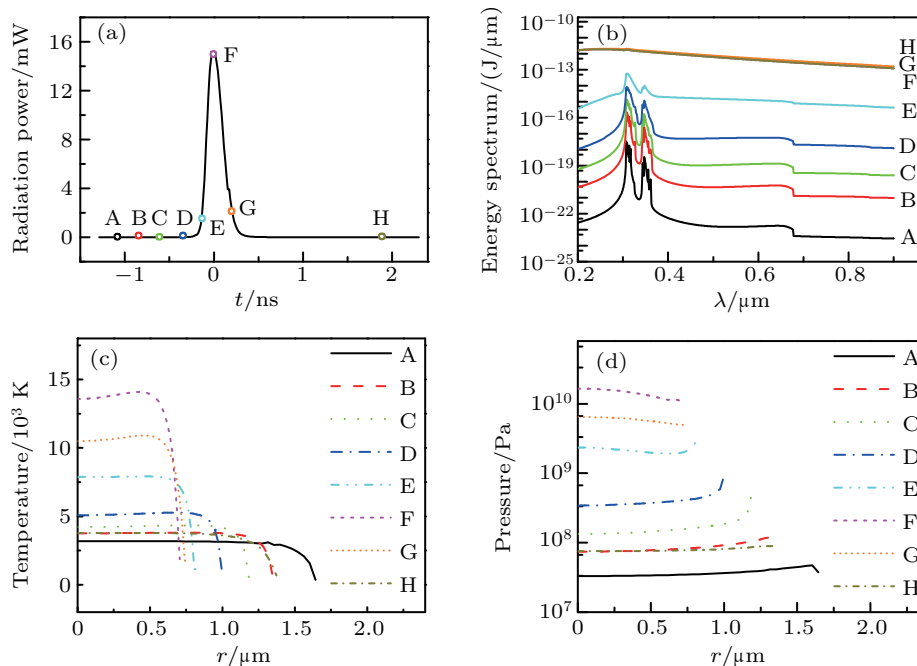 (a)
Radiation power/mW
16
12
8
4
0
A B C D E F G H
−1 0 1 2
t/ns
(b)
Energy spectrum/(J/μm)
10⁻¹⁰
10⁻¹³
10⁻¹⁶
10⁻¹⁹
10⁻²²
10⁻²⁵
H
G
F
E
D
C
B
A
0.2 0.4 0.6 0.8
λ/μm
(c)
Temperature/10³ K
15
10
5
0
A
B
C
D
E
F
G
H
0 0.5 1.0 1.5 2.0
r/μm
(d)
Pressure/Pa
10¹⁰
10⁹
10⁸
10⁷
A
B
C
D
E
F
G
H
0 0.5 1.0 1.5 2.0
r/μm